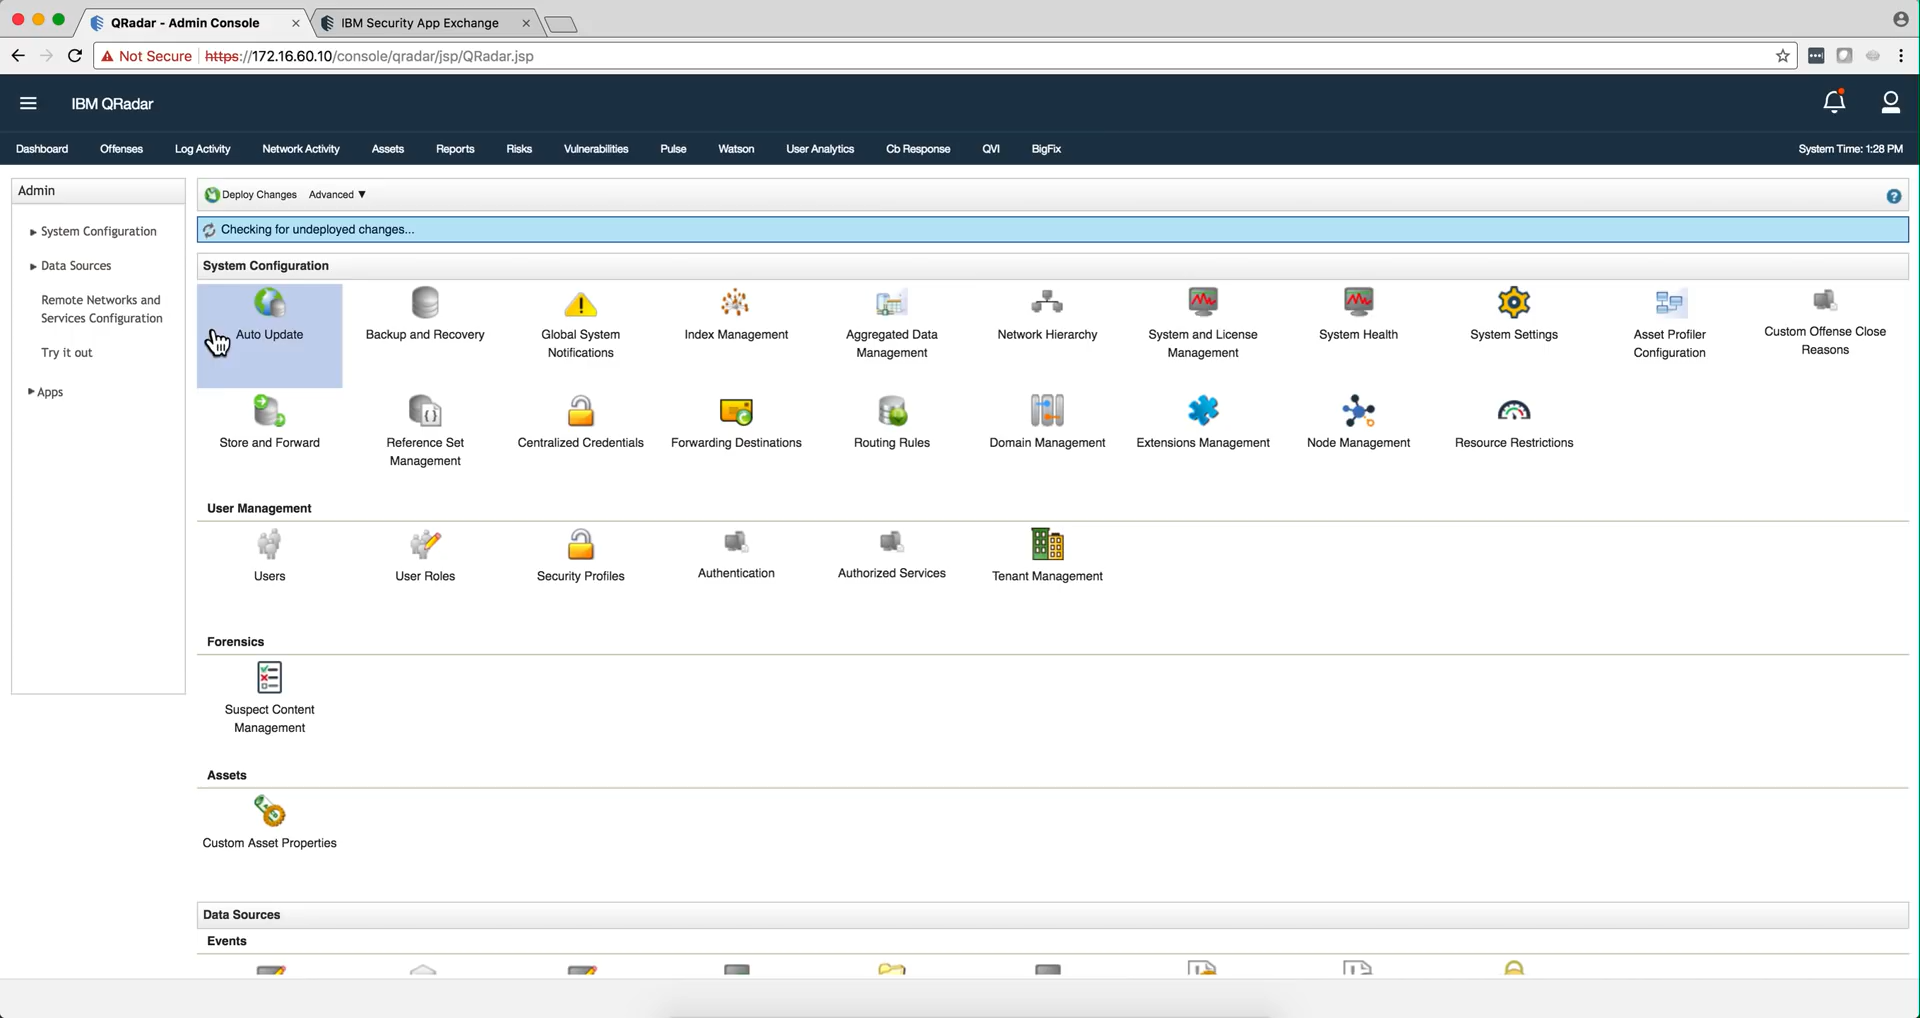 QRadar - Admin Console
IBM Security App Exchange
Not Secure https://172.16.60.10/console/qradar/jsp/QRadar.jsp
IBM QRadar
Dashboard Offenses Log Activity Network Activity Assets Reports Risks Vulnerabilities Pulse Watson User Analytics Cb Response QVI BigFix System Time: 1:28 PM
Admin
System Configuration
Data Sources
Remote Networks and
Services Configuration
Try it out
Apps
Deploy Changes Advanced ▼
Checking for undeployed changes...
System Configuration
Auto Update
Backup and Recovery
Global System
Notifications
Index Management
Aggregated Data
Management
Network Hierarchy
System and License
Management
System Health
System Settings
Asset Profiler
Configuration
Custom Offense Close
Reasons
Store and Forward
Reference Set
Management
Centralized Credentials
Forwarding Destinations
Routing Rules
Domain Management
Extensions Management
Node Management
Resource Restrictions
User Management
Users
User Roles
Security Profiles
Authentication
Authorized Services
Tenant Management
Forensics
Suspect Content
Management
Assets
Custom Asset Properties
Data Sources
Events